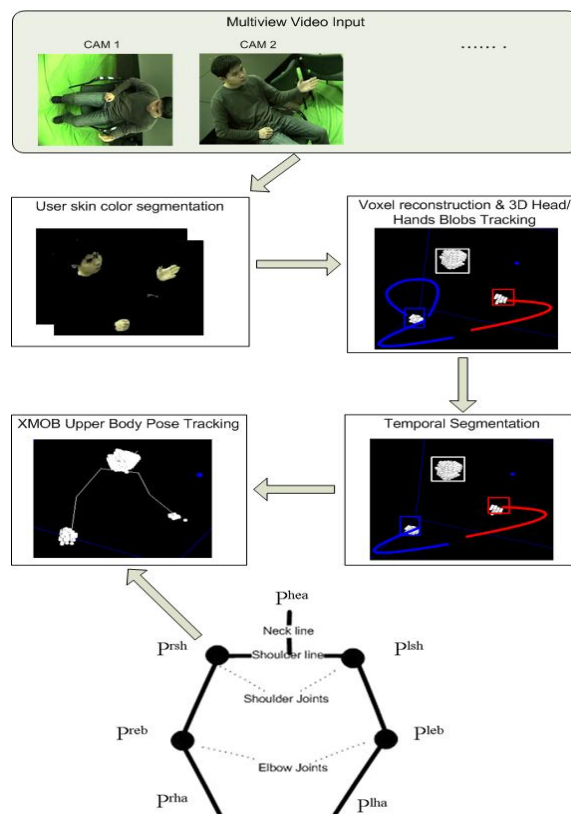 Multiview Video Input
CAM 1
CAM 2
...... .
User skin color segmentation
Voxel reconstruction & 3D Head/
Hands Blobs Tracking
XMOB Upper Body Pose Tracking
Temporal Segmentation
Phea
Neck line
Prsh
Shoulder line
Plsh
Shoulder Joints
Preb
Pleb
Elbow Joints
Prha
Plha